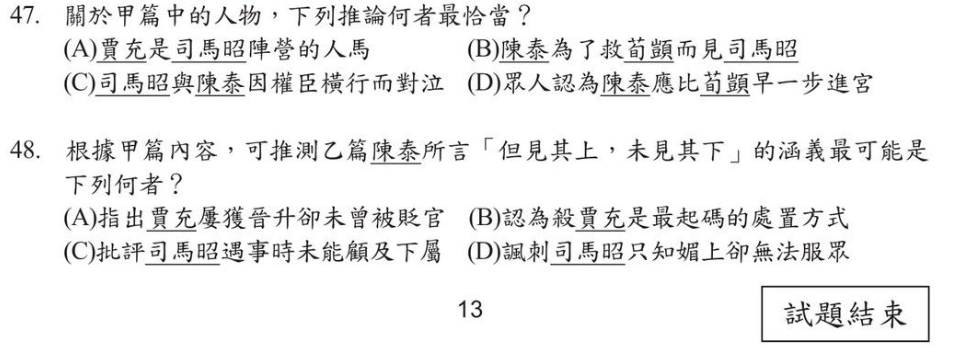 47. 關於甲篇中的人物，下列推論何者最恰當？
(A)賈充是司馬昭陣營的人馬 (B)陳泰為了救荀顗而見司馬昭
(C)司馬昭與陳泰因權臣橫行而對泣 (D)眾人認為陳泰應比荀顗早一步進宮
48. 根據甲篇內容，可推測乙篇陳泰所言「但見其上，未見其下」的涵義最可能是
下列何者？
(A)指出賈充屢獲晉升卻未曾被貶官 (B)認為殺賈充是最起碼的處置方式
(C)批評司馬昭遇事時未能顧及下屬 (D)諷刺司馬昭只知媚上卻無法服眾
13
試題結束